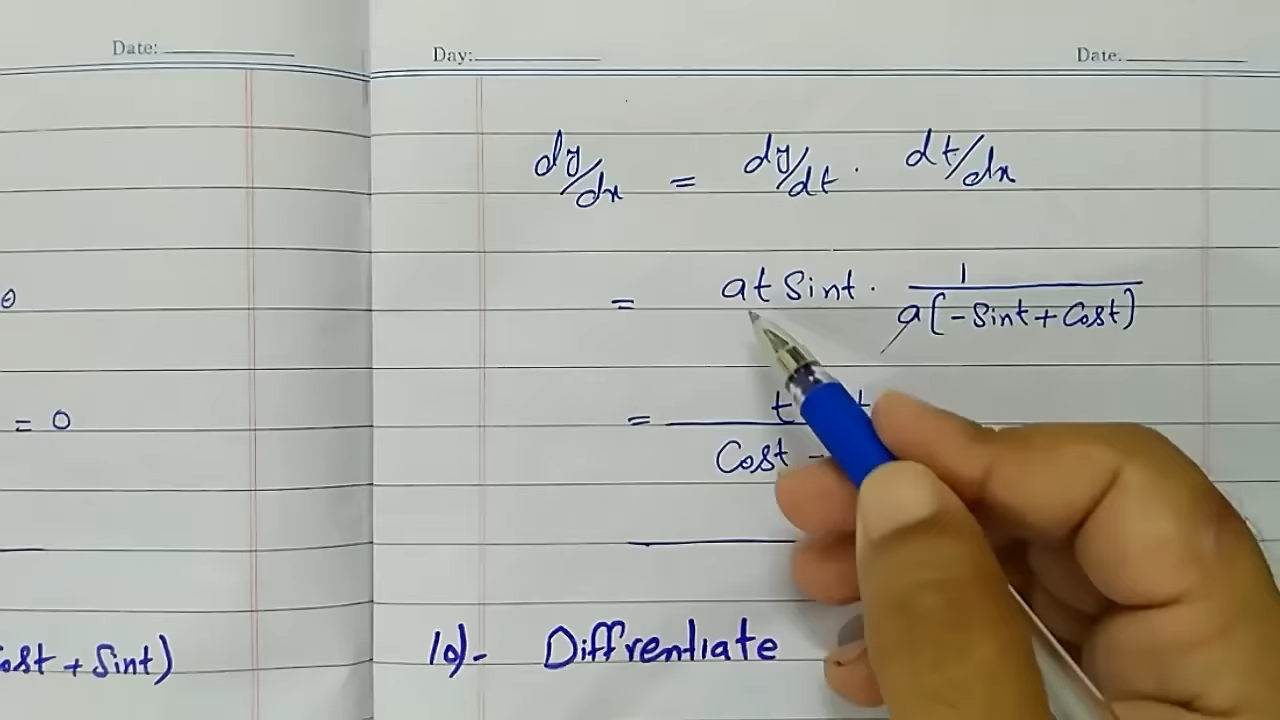 Date:
θ
= 0
Cost + Sint)
Day: Date:
dy/dx = dy/dt . dt/dx
= at Sint . 1 / a[-Sint + Cost]
= t
Cost -
10)- Diffrentiate